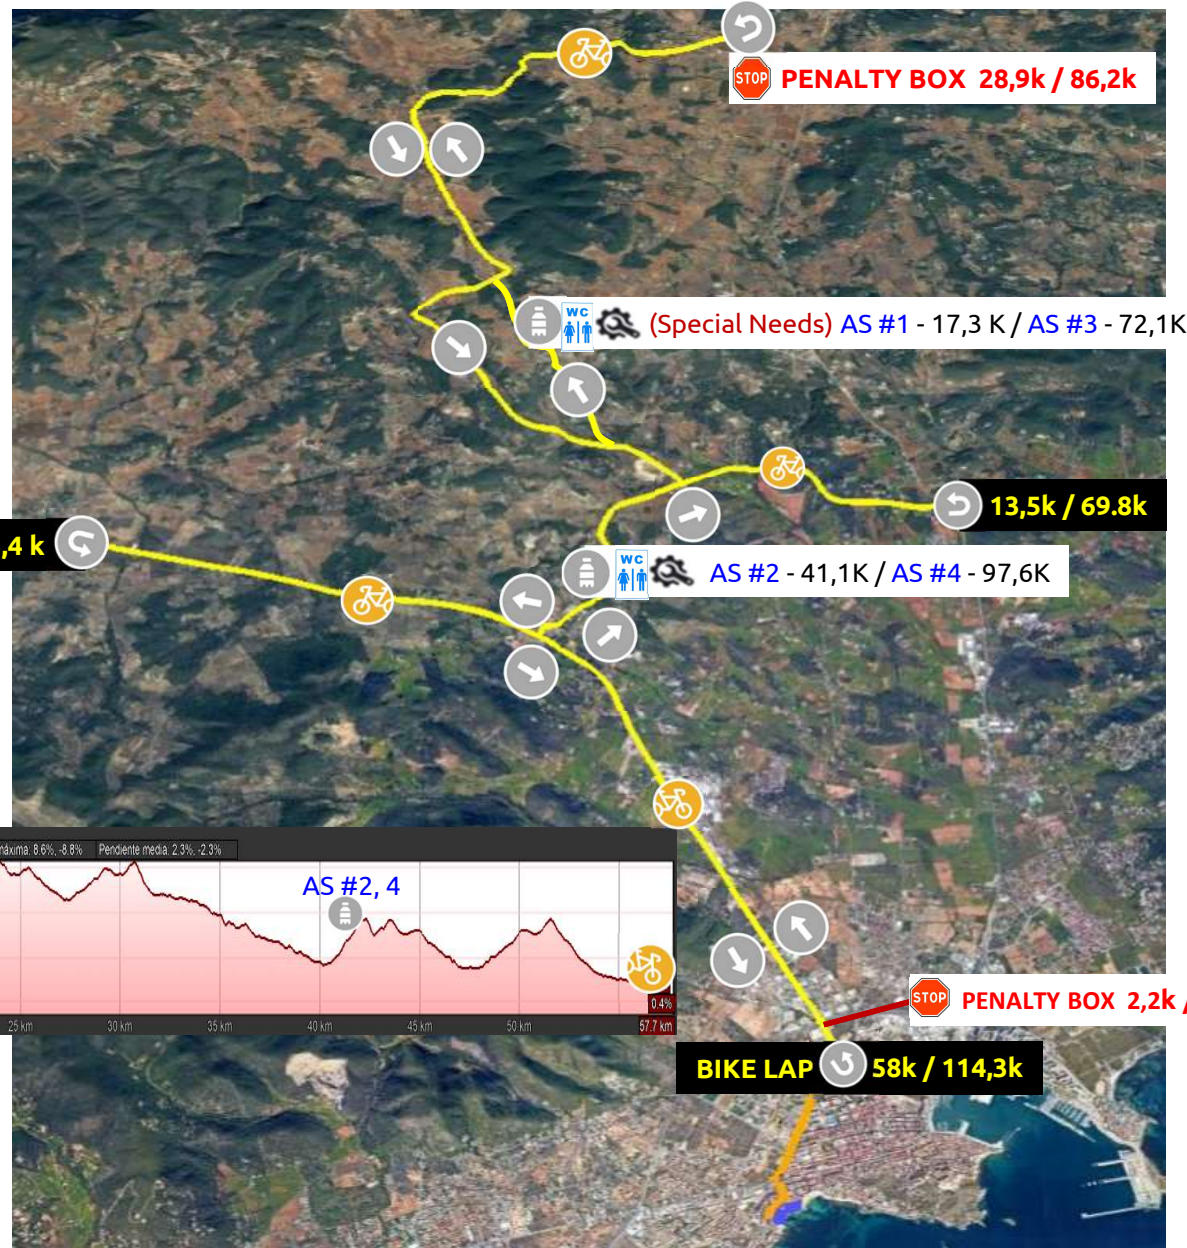 STOP PENALTY BOX 28,9k / 86,2k
WC (Special Needs) AS #1 - 17,3 K / AS #3 - 72,1K
13,5k / 69.8k
,4 k
WC AS #2 - 41,1K / AS #4 - 97,6K
máxima: 8.6%, -8.8% Pendiente media: 2.3%, -2.3%
AS #2, 4
0.4%
25 km 30 km 35 km 40 km 45 km 50 km 57.7 km
STOP PENALTY BOX 2,2k /
BIKE LAP 58k / 114,3k